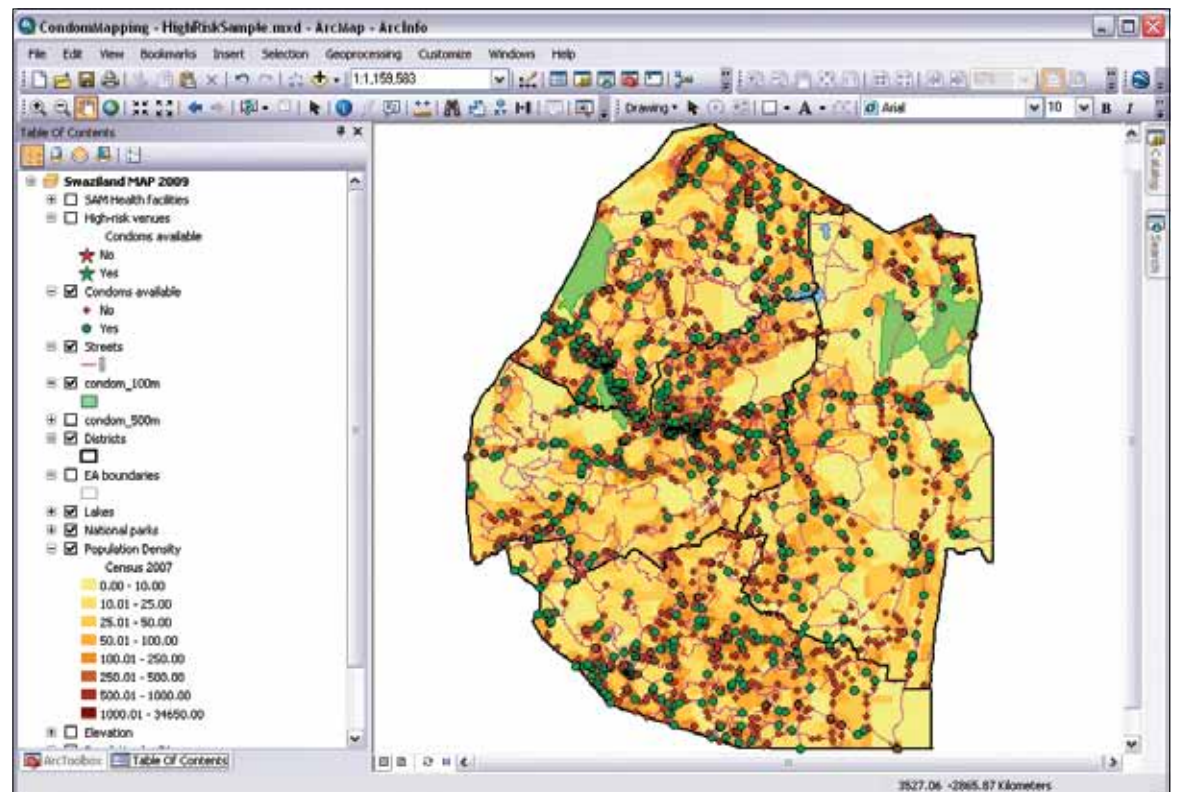 CondomMapping - HighRiskSample.mxd - ArcMap - ArcInfo
File Edit View Bookmarks Insert Selection Geoprocessing Customize Windows Help
1:1,159,583
Drawing A Arial 10 B I
Table Of Contents
Swaziland MAP 2009
SAM Health facilities
High-risk venues
Condoms available
No
Yes
Condoms available
No
Yes
Streets
condom_100m
condom_500m
Districts
EA boundaries
Lakes
National parks
Population Density
Census 2007
0.00 - 10.00
10.01 - 25.00
25.01 - 50.00
50.01 - 100.00
100.01 - 250.00
250.01 - 500.00
500.01 - 1000.00
1000.01 - 34650.00
Elevation
ArcToolbox Table Of Contents
Catalog
Search
3527.06 -2865.87 Kilometers